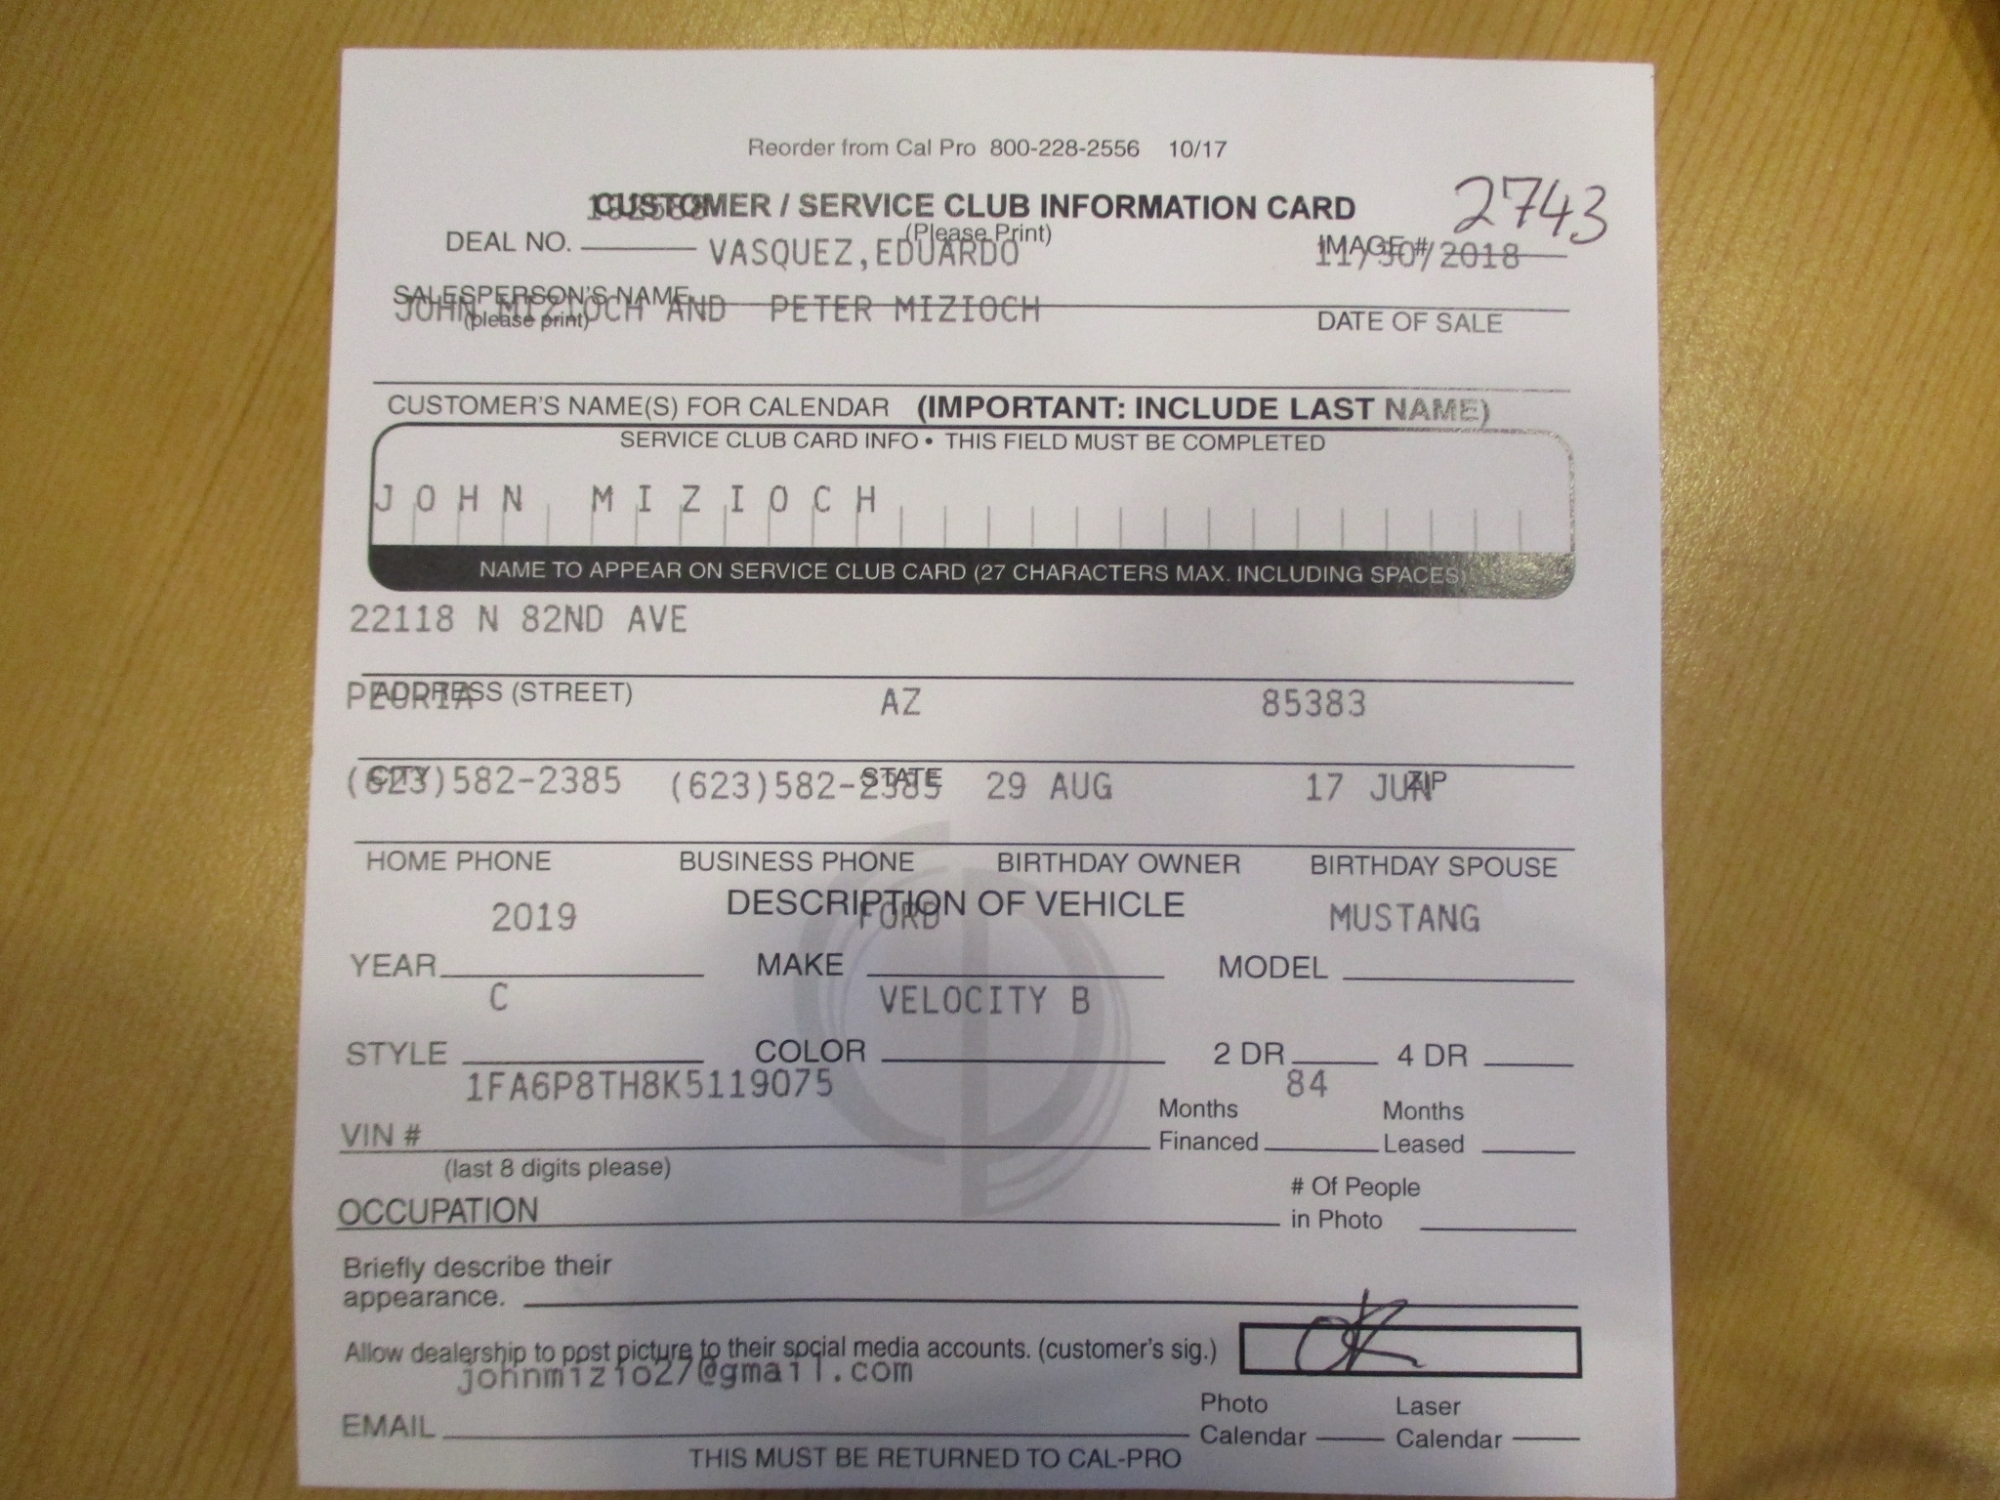 Reorder from Cal Pro 800-228-2556 10/17
CUSTOMER / SERVICE CLUB INFORMATION CARD 2743
(Please Print)
DEAL NO. VASQUEZ,EDUARDO IMAGE # 11/30/2018
SALESPERSON'S NAME
JOHN MIZIOCH AND PETER MIZIOCH
(please print) DATE OF SALE
CUSTOMER'S NAME(S) FOR CALENDAR (IMPORTANT: INCLUDE LAST NAME)
SERVICE CLUB CARD INFO • THIS FIELD MUST BE COMPLETED
JOHN MIZIOCH
NAME TO APPEAR ON SERVICE CLUB CARD (27 CHARACTERS MAX. INCLUDING SPACES)
22118 N 82ND AVE
ADDRESS (STREET)
PEORIA AZ 85383
CITY STATE ZIP
(623)582-2385 (623)582-2385 29 AUG 17 JUN
HOME PHONE BUSINESS PHONE BIRTHDAY OWNER BIRTHDAY SPOUSE
DESCRIPTION OF VEHICLE
2019 FORD MUSTANG
YEAR MAKE MODEL
C VELOCITY B
STYLE COLOR 2 DR 4 DR
1FA6P8TH8K5119075 84
VIN # Months Financed Months Leased
(last 8 digits please)
OCCUPATION # Of People in Photo
Briefly describe their
appearance.
Allow dealership to post picture to their social media accounts. (customer's sig.) OK
johnmizio27@gmail.com
EMAIL Photo Calendar Laser Calendar
THIS MUST BE RETURNED TO CAL-PRO